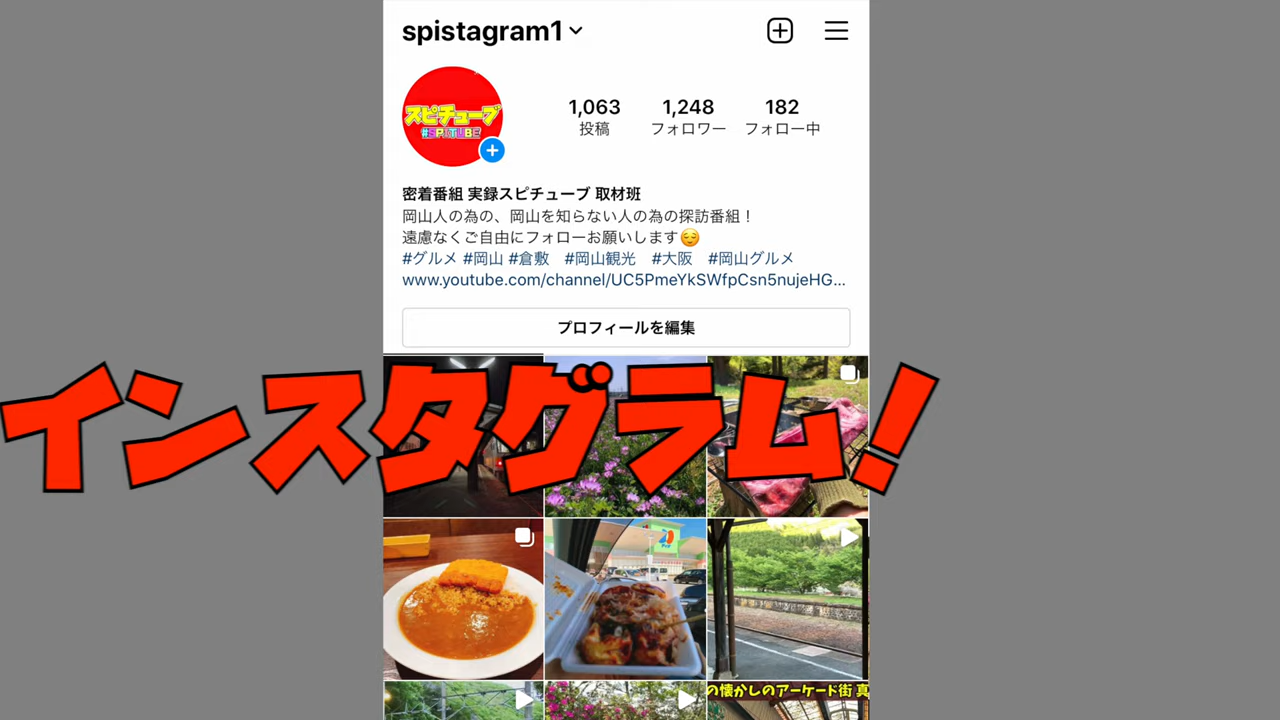 spistagram1
スピチューブ
#SPITUBE
1,063
投稿
1,248
フォロワー
182
フォロー中
密着番組 実録スピチューブ 取材班
岡山人の為の、岡山を知らない人の為の探訪番組！
遠慮なくご自由にフォローお願いします😌
#グルメ #岡山 #倉敷 #岡山観光 #大阪 #岡山グルメ
www.youtube.com/channel/UC5PmeYkSWfpCsn5nujeHG...
プロフィールを編集
インスタグラム！
の懐かしのアーケード街 真